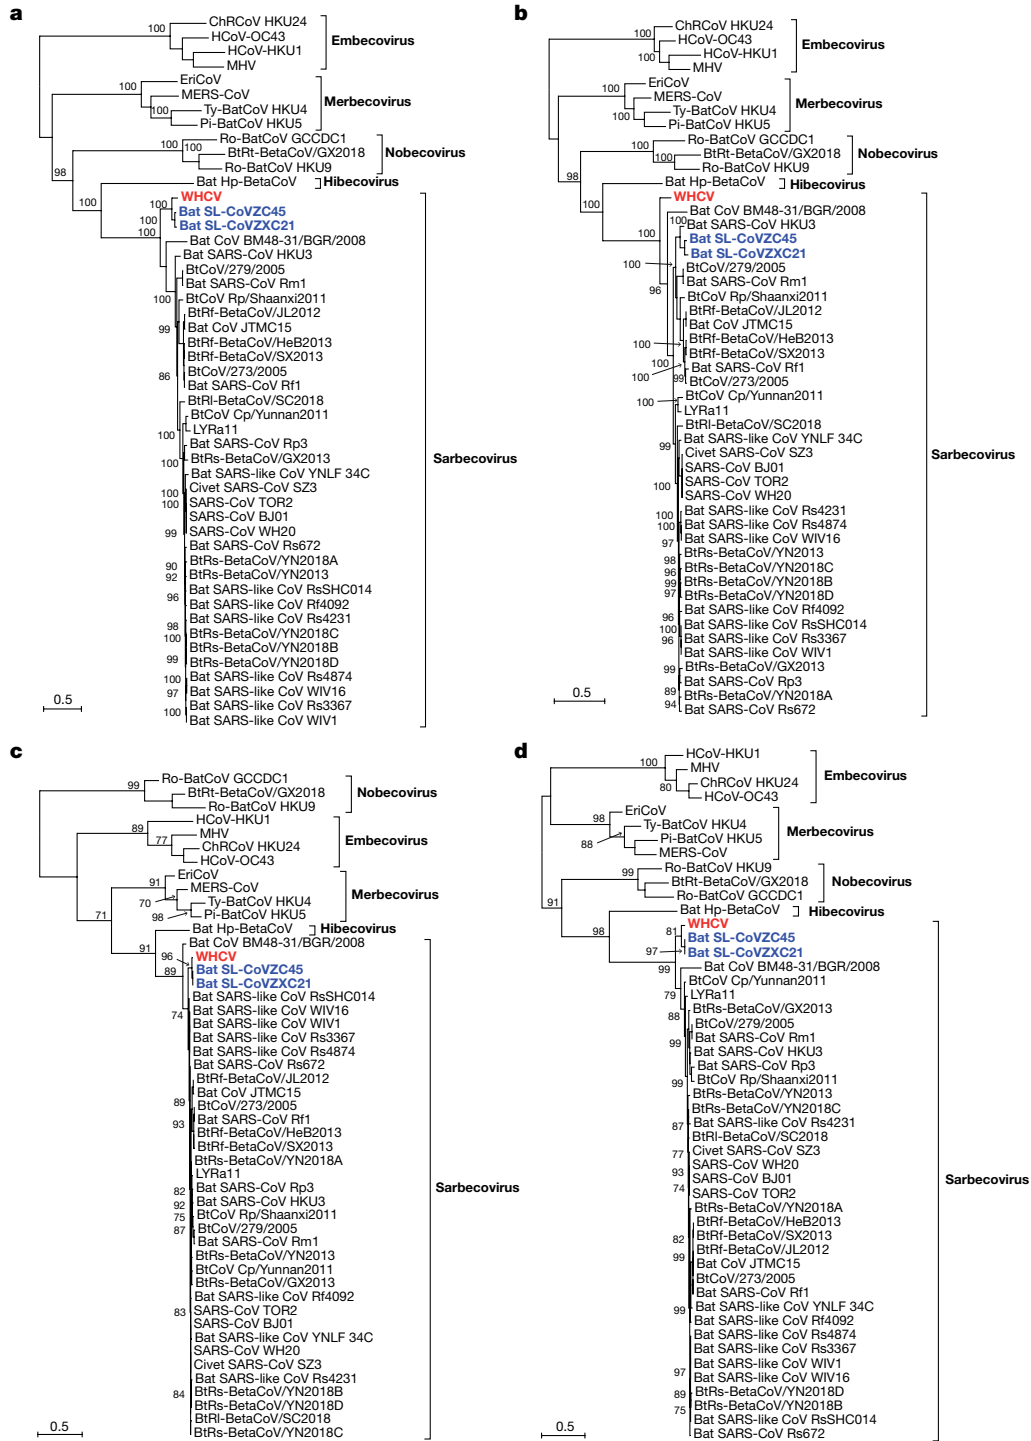 a
100
ChRCoV HKU24
HCoV-OC43
HCoV-HKU1
MHV
Embecovirus
100
100
EriCoV
MERS-CoV
Ty-BatCoV HKU4
Pi-BatCoV HKU5
Merbecovirus
98
100
100
Ro-BatCoV GCCDC1
BtRt-BetaCoV/GX2018
Ro-BatCoV HKU9
Nobecovirus
100
Bat Hp-BetaCoV
Hibecovirus
100
100
100
WHCV
Bat SL-CoVZC45
Bat SL-CoVZXC21
Bat CoV BM48-31/BGR/2008
Bat SARS-CoV HKU3
BtCoV/279/2005
Bat SARS-CoV Rm1
100
BtCoV Rp/Shaanxi2011
BtRf-BetaCoV/JL2012
99
Bat CoV JTMC15
BtRf-BetaCoV/HeB2013
BtRf-BetaCoV/SX2013
86
BtCoV/273/2005
Bat SARS-CoV Rf1
BtRl-BetaCoV/SC2018
BtCoV Cp/Yunnan2011
100
LYRa11
Bat SARS-CoV Rp3
100
BtRs-BetaCoV/GX2013
Bat SARS-like CoV YNLF 34C
100
Civet SARS-CoV SZ3
100
SARS-CoV TOR2
SARS-CoV BJ01
99
SARS-CoV WH20
Bat SARS-CoV Rs672
90
BtRs-BetaCoV/YN2018A
92
BtRs-BetaCoV/YN2013
96
Bat SARS-like CoV RsSHC014
Bat SARS-like CoV Rf4092
98
Bat SARS-like CoV Rs4231
100
BtRs-BetaCoV/YN2018C
BtRs-BetaCoV/YN2018B
99
BtRs-BetaCoV/YN2018D
100
Bat SARS-like CoV Rs4874
97
Bat SARS-like CoV WIV16
Bat SARS-like CoV Rs3367
100
Bat SARS-like CoV WIV1
Sarbecovirus
0.5
b
100
100
ChRCoV HKU24
HCoV-OC43
HCoV-HKU1
MHV
Embecovirus
100
100
EriCoV
MERS-CoV
Ty-BatCoV HKU4
Pi-BatCoV HKU5
Merbecovirus
98
100
100
Ro-BatCoV GCCDC1
BtRt-BetaCoV/GX2018
Ro-BatCoV HKU9
Nobecovirus
100
Bat Hp-BetaCoV
Hibecovirus
WHCV
Bat CoV BM48-31/BGR/2008
100
100
Bat SARS-CoV HKU3
Bat SL-CoVZC45
Bat SL-CoVZXC21
100
BtCoV/279/2005
96
Bat SARS-CoV Rm1
BtCoV Rp/Shaanxi2011
BtRf-BetaCoV/JL2012
Bat CoV JTMC15
100
BtRf-BetaCoV/HeB2013
BtRf-BetaCoV/SX2013
100
Bat SARS-CoV Rf1
100
99
BtCoV/273/2005
100
BtCoV Cp/Yunnan2011
LYRa11
BtRl-BetaCoV/SC2018
99
Bat SARS-like CoV YNLF 34C
Civet SARS-CoV SZ3
SARS-CoV BJ01
100
SARS-CoV TOR2
SARS-CoV WH20
100
Bat SARS-like CoV Rs4231
100
Bat SARS-like CoV Rs4874
97
Bat SARS-like CoV WIV16
98
BtRs-BetaCoV/YN2013
96
BtRs-BetaCoV/YN2018C
99
BtRs-BetaCoV/YN2018B
97
BtRs-BetaCoV/YN2018D
96
Bat SARS-like CoV Rf4092
100
Bat SARS-like CoV RsSHC014
96
Bat SARS-like CoV Rs3367
Bat SARS-like CoV WIV1
99
BtRs-BetaCoV/GX2013
Bat SARS-CoV Rp3
89
BtRs-BetaCoV/YN2018A
94
Bat SARS-CoV Rs672
Sarbecovirus
0.5
c
99
Ro-BatCoV GCCDC1
BtRt-BetaCoV/GX2018
Ro-BatCoV HKU9
Nobecovirus
89
77
HCoV-HKU1
MHV
ChRCoV HKU24
HCoV-OC43
Embecovirus
71
91
70
98
EriCoV
MERS-CoV
Ty-BatCoV HKU4
Pi-BatCoV HKU5
Merbecovirus
91
Bat Hp-BetaCoV
Hibecovirus
Bat CoV BM48-31/BGR/2008
96
WHCV
89
Bat SL-CoVZC45
Bat SL-CoVZXC21
Bat SARS-like CoV RsSHC014
74
Bat SARS-like CoV WIV16
Bat SARS-like CoV WIV1
Bat SARS-like CoV Rs3367
Bat SARS-like CoV Rs4874
Bat SARS-CoV Rs672
BtRf-BetaCoV/JL2012
Bat CoV JTMC15
89
BtCoV/273/2005
93
Bat SARS-CoV Rf1
BtRf-BetaCoV/HeB2013
BtRf-BetaCoV/SX2013
BtRs-BetaCoV/YN2018A
LYRa11
82
Bat SARS-CoV Rp3
92
Bat SARS-CoV HKU3
75
BtCoV Rp/Shaanxi2011
87
BtCoV/279/2005
Bat SARS-CoV Rm1
BtRs-BetaCoV/YN2013
BtCoV Cp/Yunnan2011
BtRs-BetaCoV/GX2013
Bat SARS-like CoV Rf4092
83
SARS-CoV TOR2
SARS-CoV BJ01
Bat SARS-like CoV YNLF 34C
SARS-CoV WH20
Civet SARS-CoV SZ3
Bat SARS-like CoV Rs4231
84
BtRs-BetaCoV/YN2018B
BtRs-BetaCoV/YN2018D
BtRl-BetaCoV/SC2018
BtRs-BetaCoV/YN2018C
Sarbecovirus
0.5
d
100
80
HCoV-HKU1
MHV
ChRCoV HKU24
HCoV-OC43
Embecovirus
98
88
EriCoV
Ty-BatCoV HKU4
Pi-BatCoV HKU5
MERS-CoV
Merbecovirus
91
99
Ro-BatCoV HKU9
BtRt-BetaCoV/GX2018
Ro-BatCoV GCCDC1
Nobecovirus
98
Bat Hp-BetaCoV
Hibecovirus
81
WHCV
97
Bat SL-CoVZC45
Bat SL-CoVZXC21
99
Bat CoV BM48-31/BGR/2008
BtCoV Cp/Yunnan2011
79
LYRa11
88
BtRs-BetaCoV/GX2013
BtCoV/279/2005
99
Bat SARS-CoV Rm1
Bat SARS-CoV HKU3
Bat SARS-CoV Rp3
99
BtCoV Rp/Shaanxi2011
BtRs-BetaCoV/YN2013
BtRs-BetaCoV/YN2018C
87
Bat SARS-like CoV Rs4231
BtRl-BetaCoV/SC2018
77
Civet SARS-CoV SZ3
93
SARS-CoV WH20
SARS-CoV BJ01
74
SARS-CoV TOR2
BtRs-BetaCoV/YN2018A
BtRf-BetaCoV/HeB2013
82
BtRf-BetaCoV/SX2013
99
BtRf-BetaCoV/JL2012
Bat CoV JTMC15
BtCoV/273/2005
Bat SARS-CoV Rf1
99
Bat SARS-like CoV YNLF 34C
Bat SARS-like CoV Rf4092
Bat SARS-like CoV Rs4874
Bat SARS-like CoV Rs3367
97
Bat SARS-like CoV WIV1
Bat SARS-like CoV WIV16
89
BtRs-BetaCoV/YN2018D
75
BtRs-BetaCoV/YN2018B
Bat SARS-like CoV RsSHC014
Bat SARS-CoV Rs672
Sarbecovirus
0.5